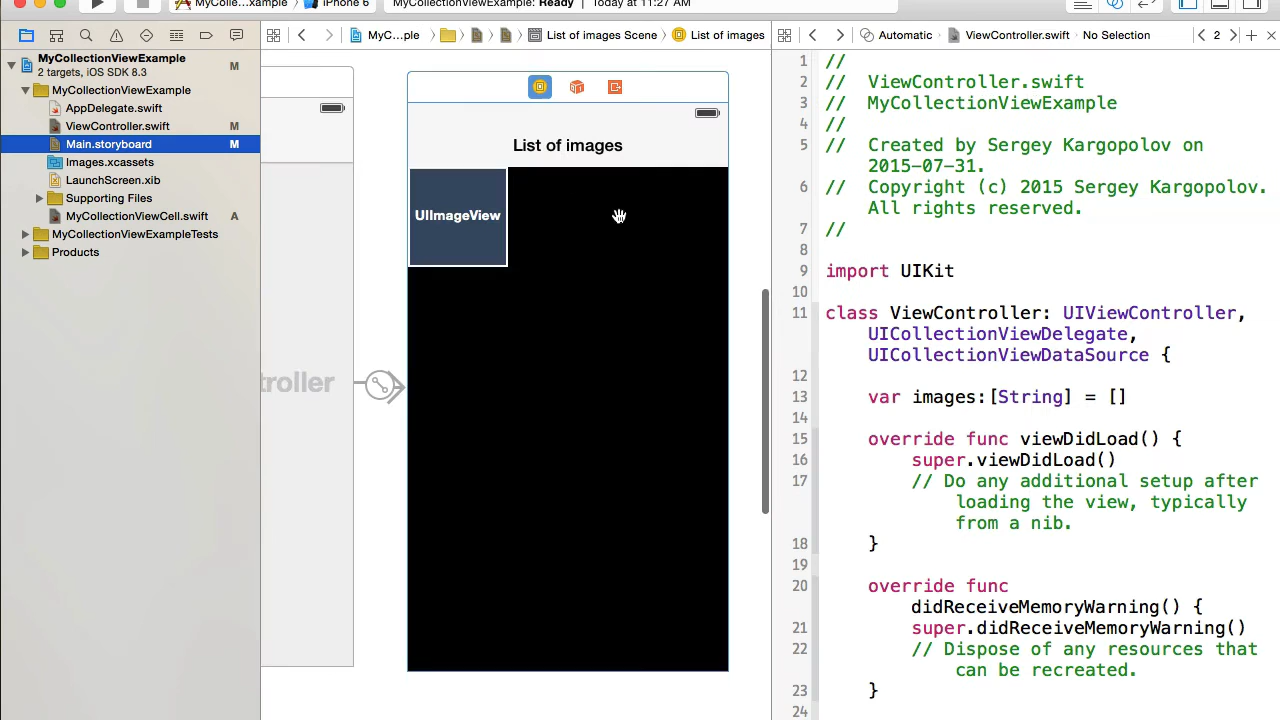 MyColle...xample
iPhone 6
MyCollectionViewExample: Ready
Today at 11:27 AM
MyC...ple
List of images Scene
List of images
Automatic
ViewController.swift
No Selection
2
MyCollectionViewExample
M
2 targets, iOS SDK 8.3
MyCollectionViewExample
AppDelegate.swift
ViewController.swift
M
Main.storyboard
M
Images.xcassets
LaunchScreen.xib
Supporting Files
MyCollectionViewCell.swift
A
MyCollectionViewExampleTests
Products
troller
List of images
UIImageView
1 //
2 // ViewController.swift
3 // MyCollectionViewExample
4 //
5 // Created by Sergey Kargopolov on
2015-07-31.
6 // Copyright (c) 2015 Sergey Kargopolov.
All rights reserved.
7 //
8
9 import UIKit
10
11 class ViewController: UIViewController,
UICollectionViewDelegate,
UICollectionViewDataSource {
12
13 var images:[String] = []
14
15 override func viewDidLoad() {
16 super.viewDidLoad()
17 // Do any additional setup after
loading the view, typically
from a nib.
18 }
19
20 override func
didReceiveMemoryWarning() {
21 super.didReceiveMemoryWarning()
22 // Dispose of any resources that
can be recreated.
23 }
24